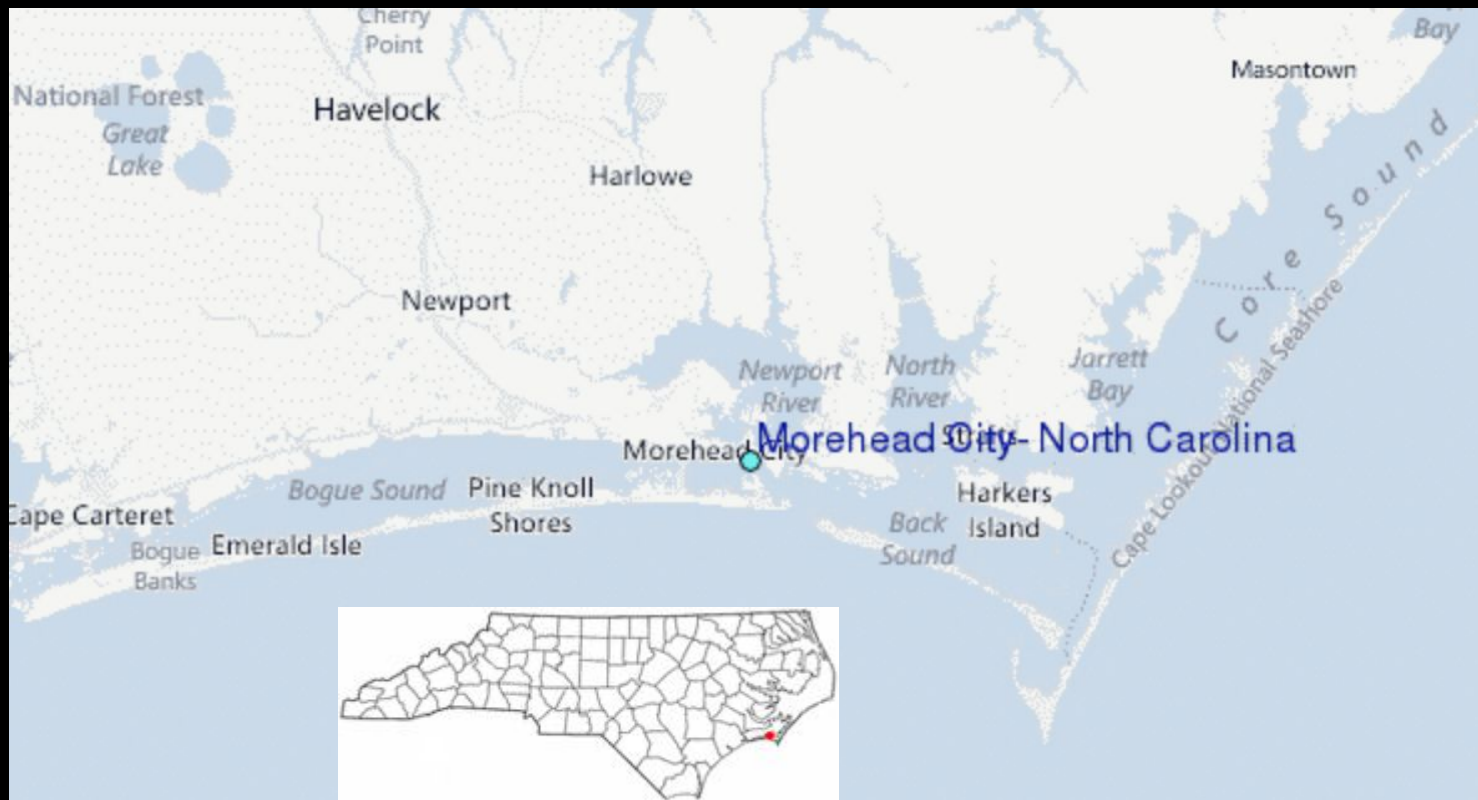 Cherry
Point
Bay
Masontown
National Forest
Havelock
Great
Lake
Harlowe
Core Sound
Newport
Newport
River
North
River
Jarrett
Bay
Cape Lookout National Seashore
Morehead City
Morehead City- North Carolina
Straits
Bogue Sound
Pine Knoll
Shores
Harkers
Island
Cape Carteret
Back
Sound
Emerald Isle
Bogue
Banks